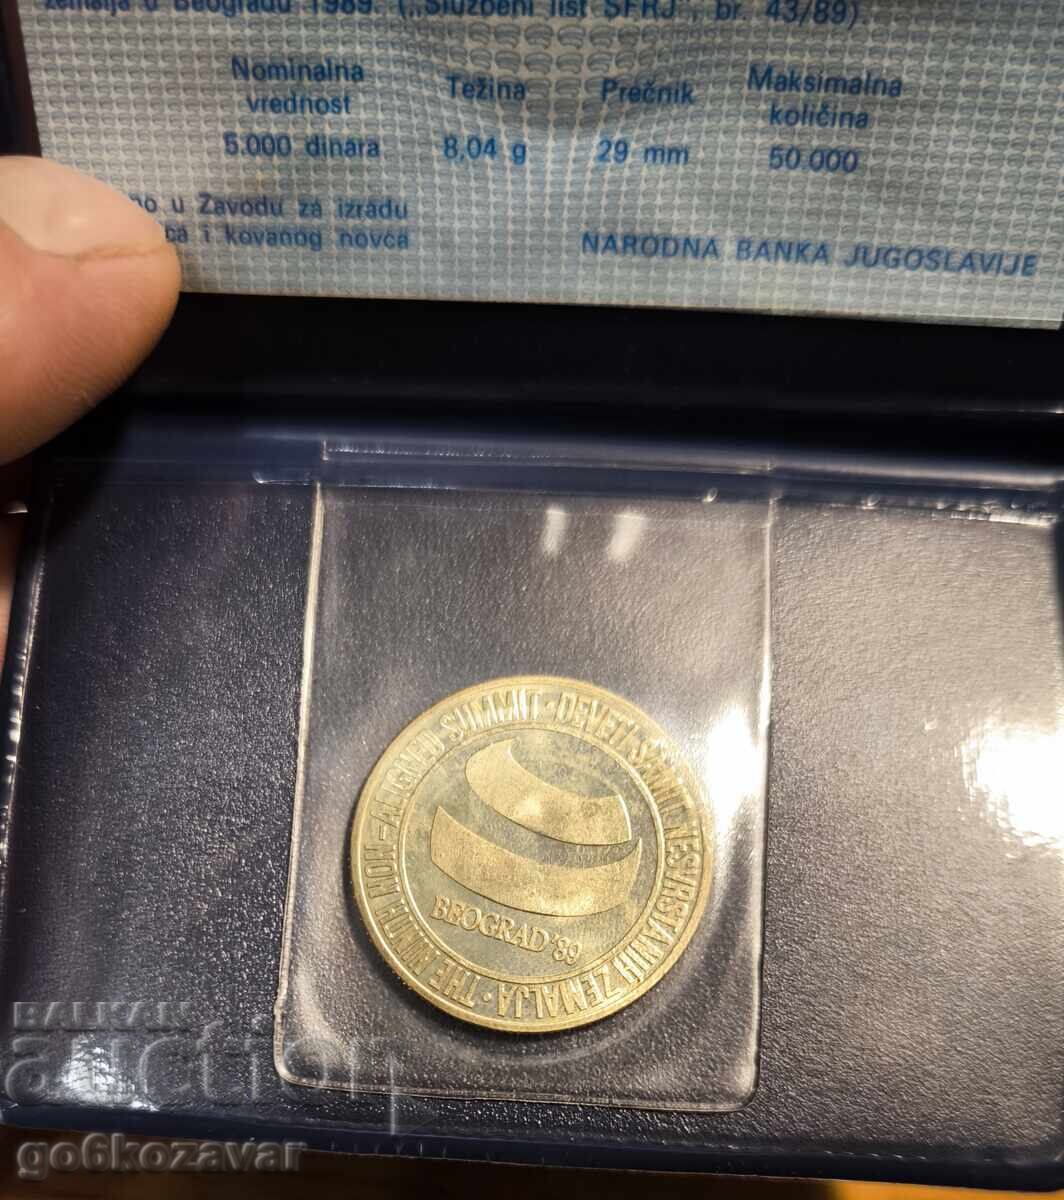 zemalja u Beogradu 1989. („Službeni list SFRJ", br. 43/89)
Nominalna vrednost
Težina
Prečnik
Maksimalna količina
5.000 dinara
8,04 g
29 mm
50.000
u Zavodu za izradu
i kovanog novca
NARODNA BANKA JUGOSLAVIJE
THE NINTH NON-ALIGNED SUMMIT · DEVETI SAMIT NESVRSTANIH ZEMALJA ·
BEOGRAD '89
BALKAN
auction
go6kozavar